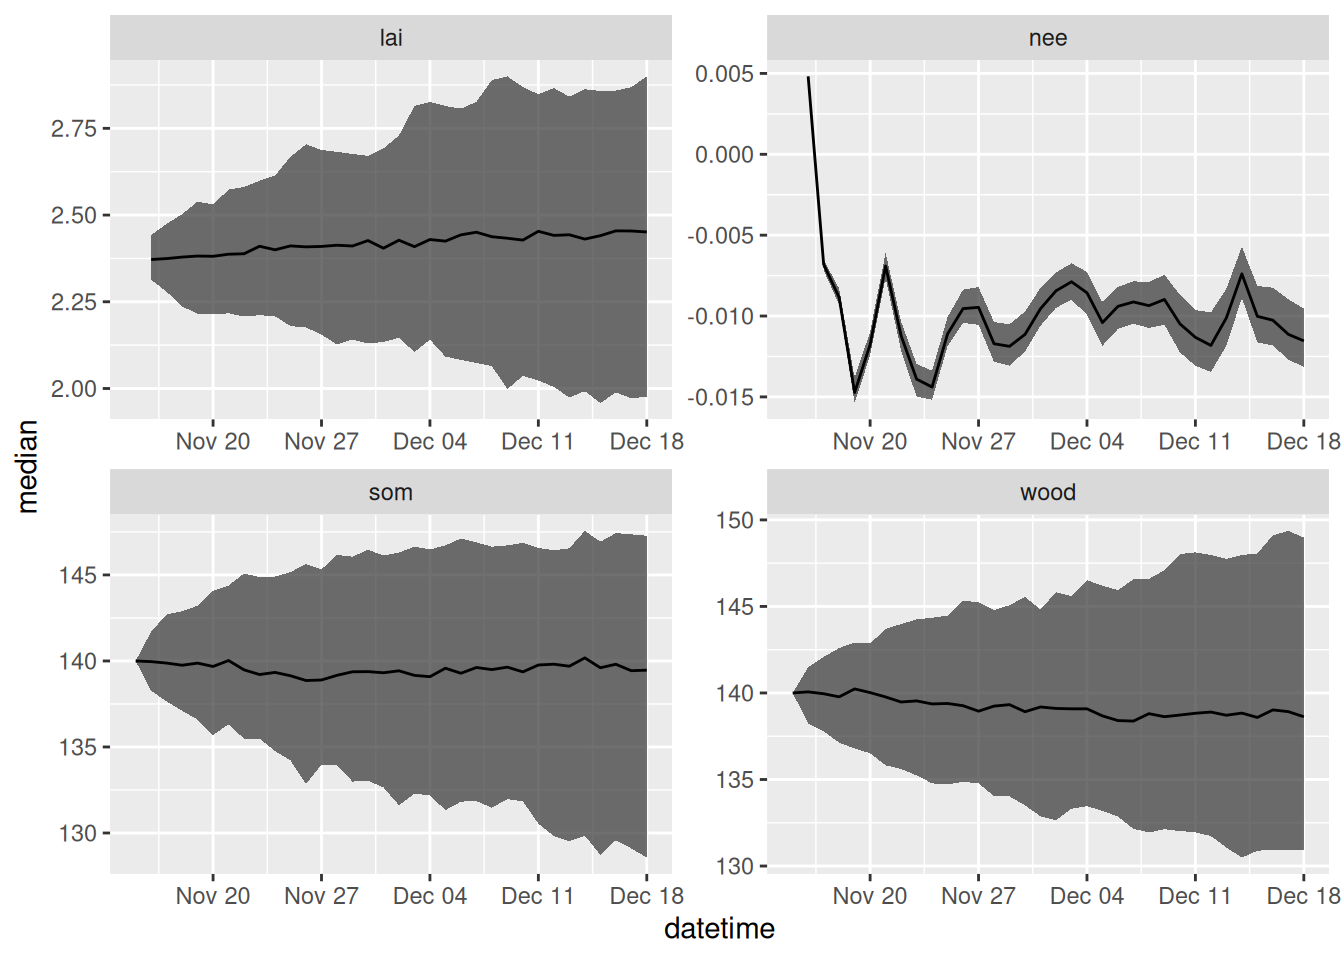 lai
nee
2.75
2.50
2.25
2.00
0.005
0.000
-0.005
-0.010
-0.015
Nov 20 Nov 27 Dec 04 Dec 11 Dec 18
Nov 20 Nov 27 Dec 04 Dec 11 Dec 18
median
som
wood
145
140
135
130
150
145
140
135
130
Nov 20 Nov 27 Dec 04 Dec 11 Dec 18
Nov 20 Nov 27 Dec 04 Dec 11 Dec 18
datetime